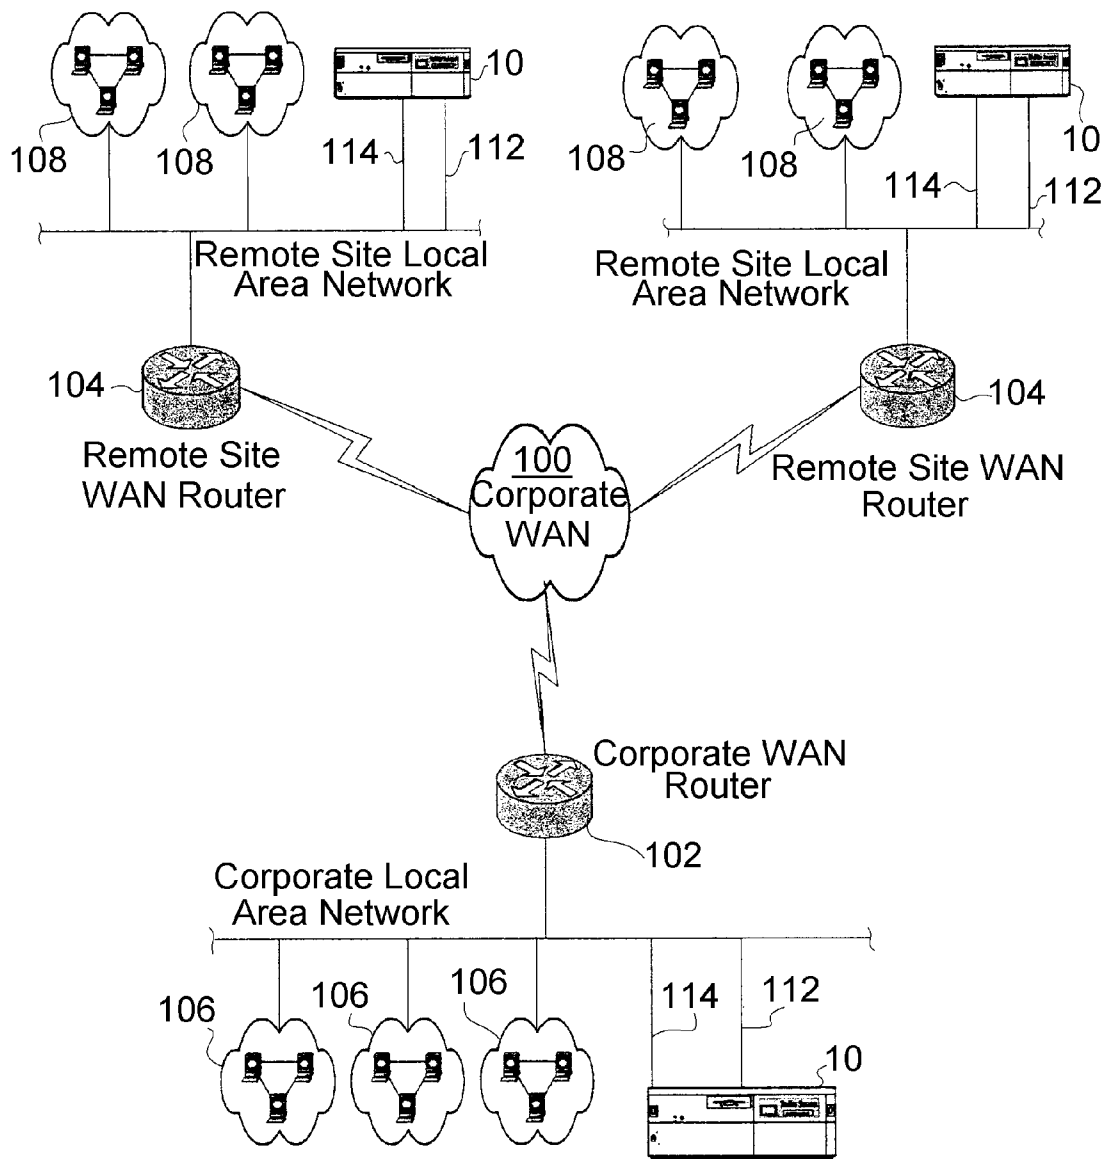 10
10
108
108
114
112
108
108
114
112
Remote Site Local
Area Network
Remote Site Local
Area Network
104
104
Remote Site
WAN Router
100
Corporate
WAN
Remote Site WAN
Router
Corporate WAN
Router
102
Corporate Local
Area Network
106
106
106
114
112
10